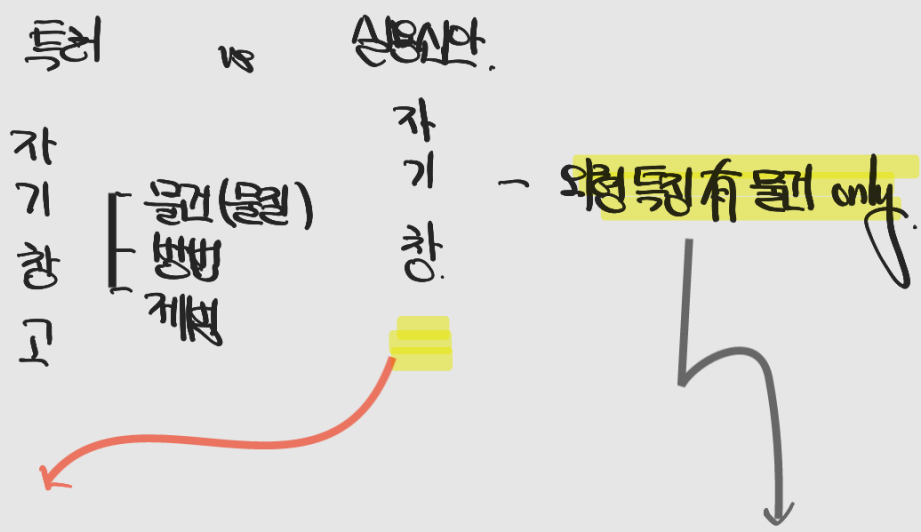 특허 vs 실용신안.
자
기
창
고
물건(물질)
방법
제법
자
기
창.
- 외형 특징 有 물건 only.